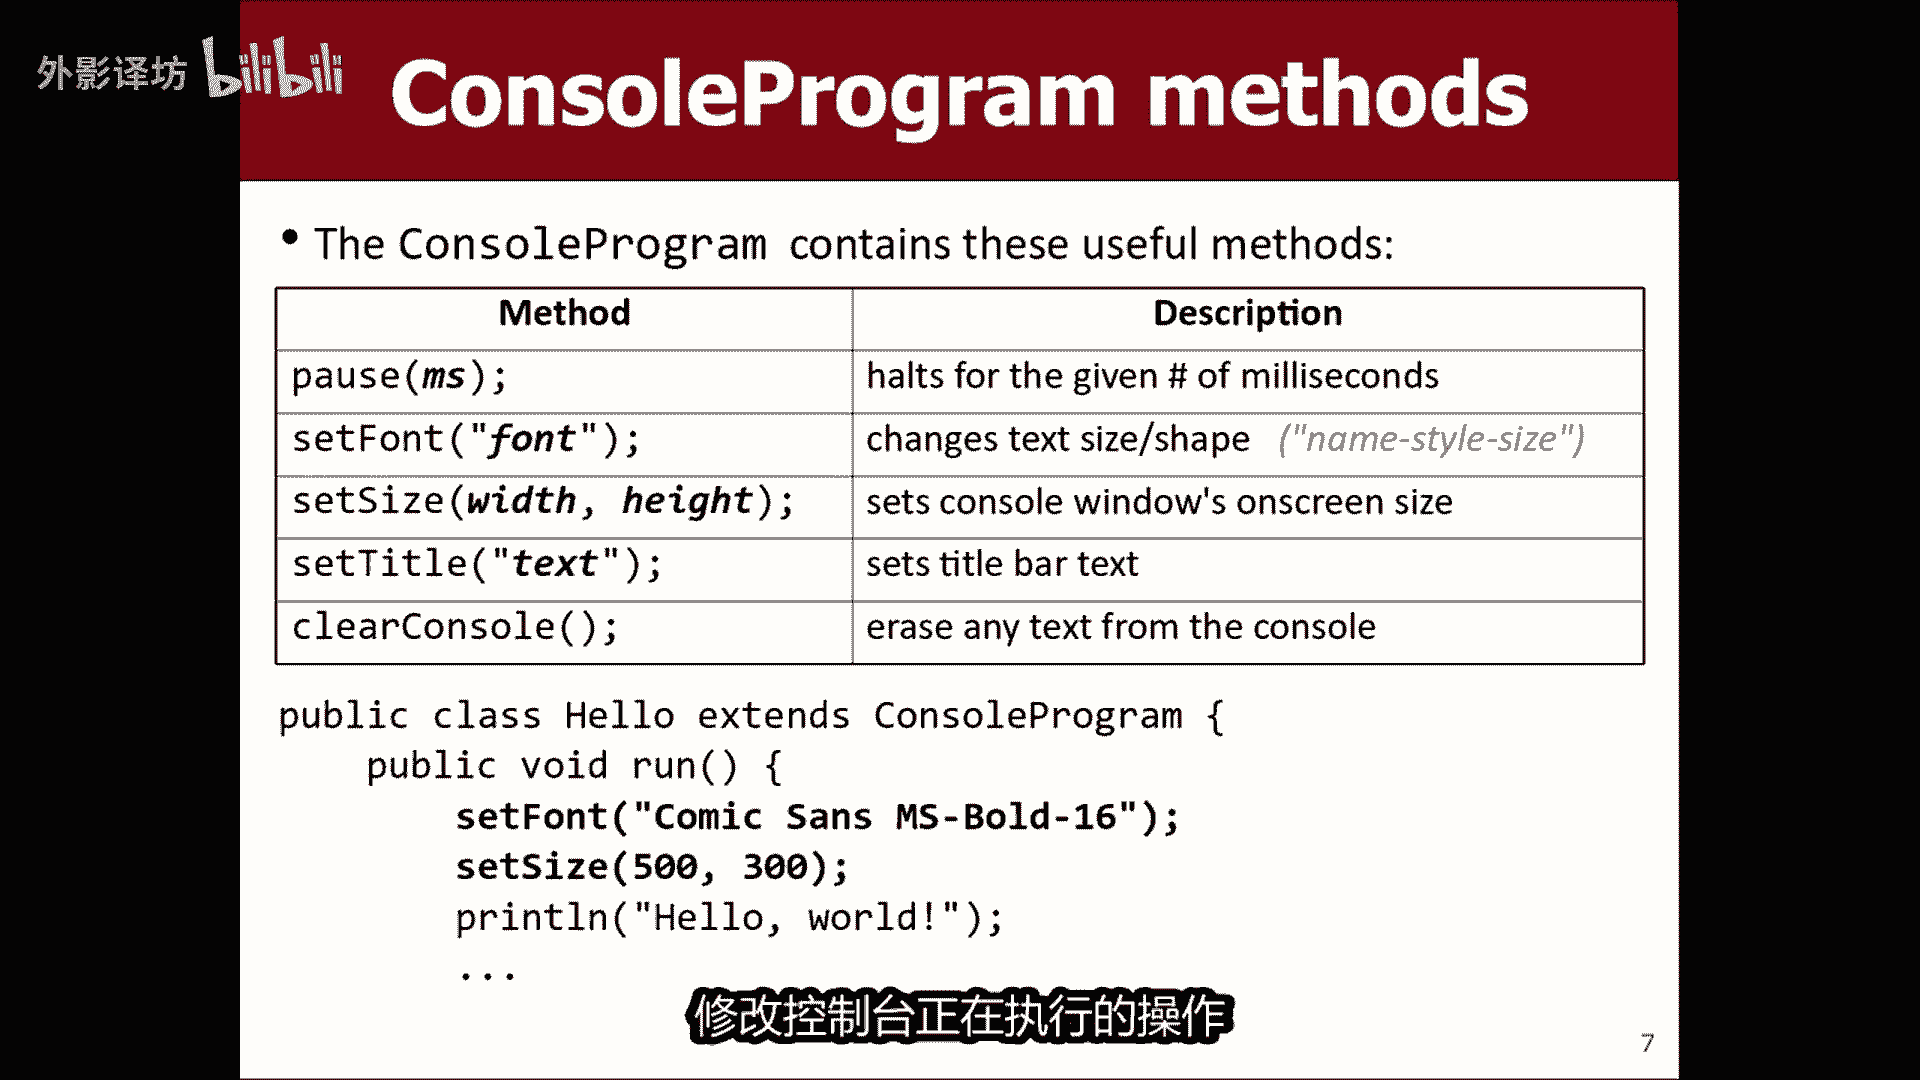 外影译坊 bilibili
ConsoleProgram methods
• The ConsoleProgram contains these useful methods:
Method Description
pause(ms); halts for the given # of milliseconds
setFont("font"); changes text size/shape ("name-style-size")
setSize(width, height); sets console window's onscreen size
setTitle("text"); sets title bar text
clearConsole(); erase any text from the console
public class Hello extends ConsoleProgram {
public void run() {
setFont("Comic Sans MS-Bold-16");
setSize(500, 300);
println("Hello, world!");
...
修改控制台正在执行的操作
7